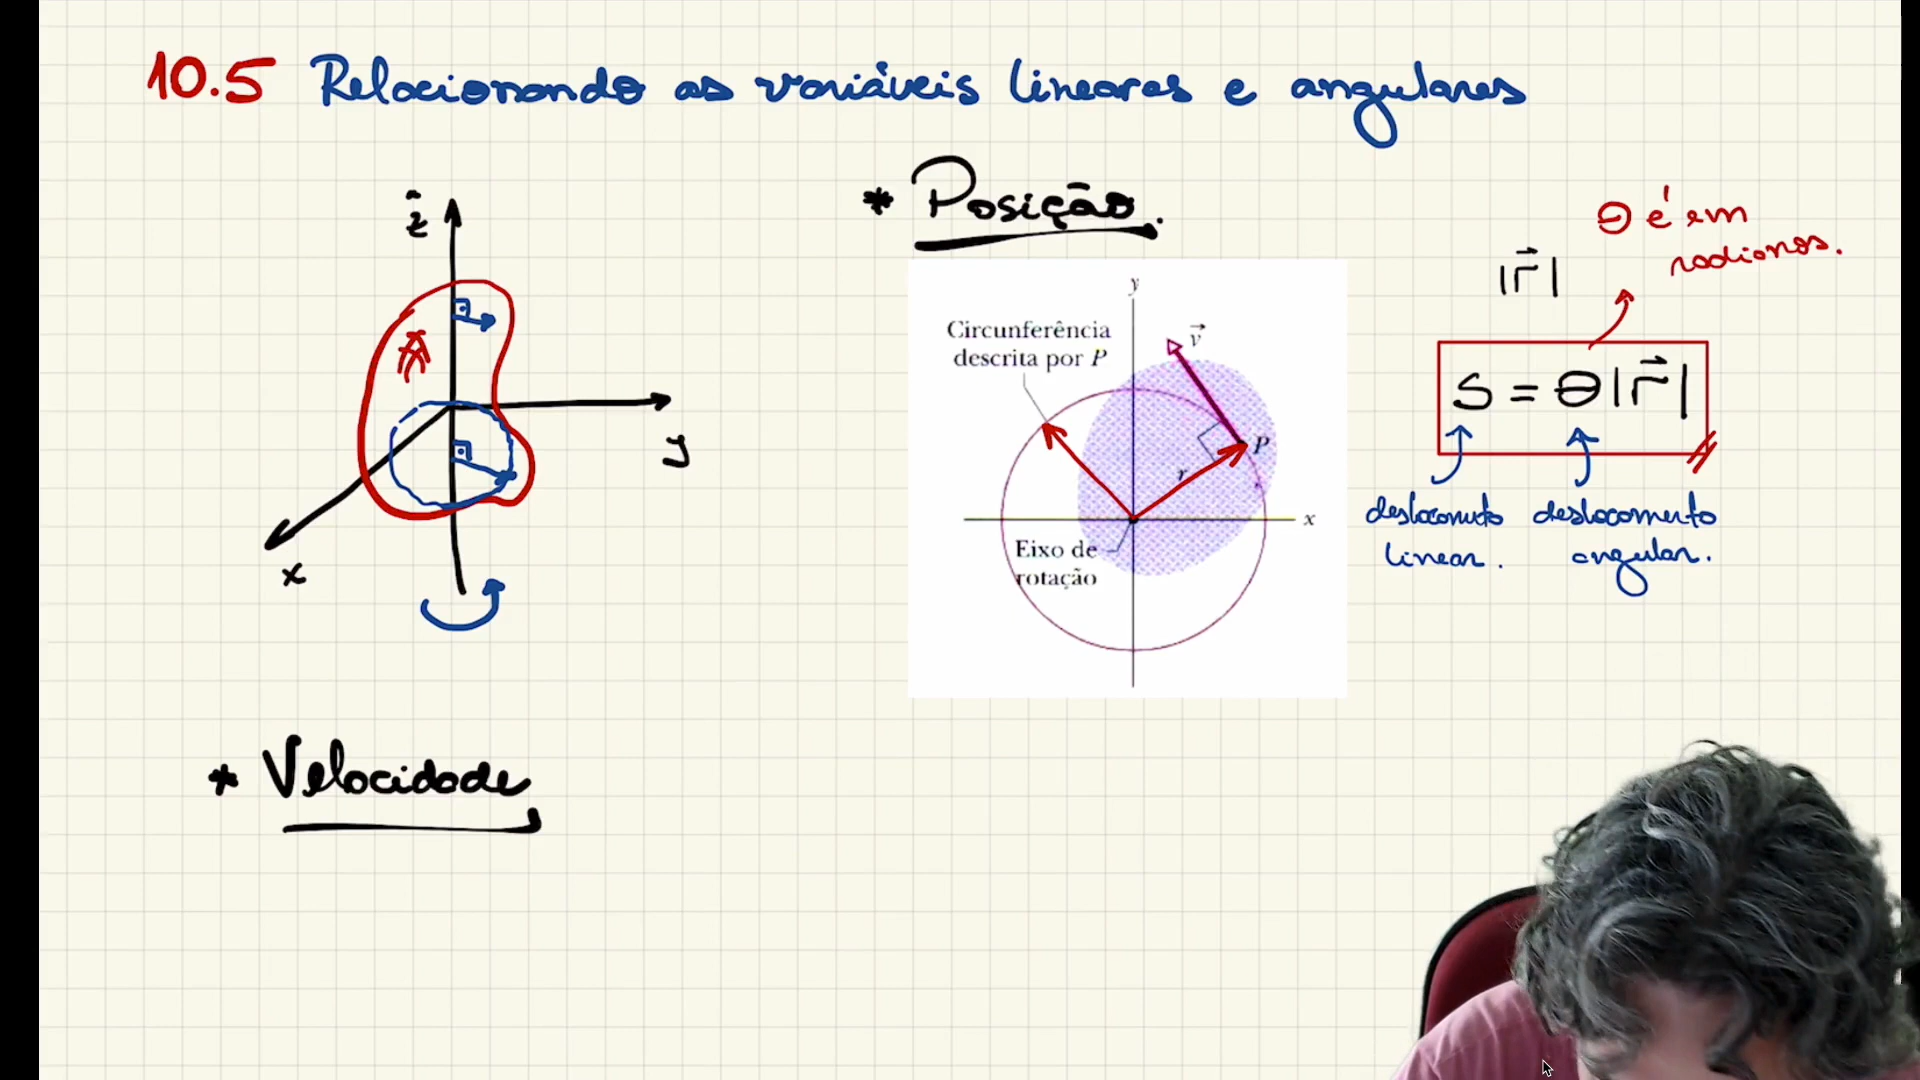 10.5 Relacionando as variáveis lineares e angulares
ẑ
y
x
* Posição.
y
Circunferência
descrita por P
v
P
r
x
Eixo de
rotação
θ é em
radianos.
|r⃗|
S = θ|r⃗|
deslocamento deslocamento
linear. angular.
* Velocidade